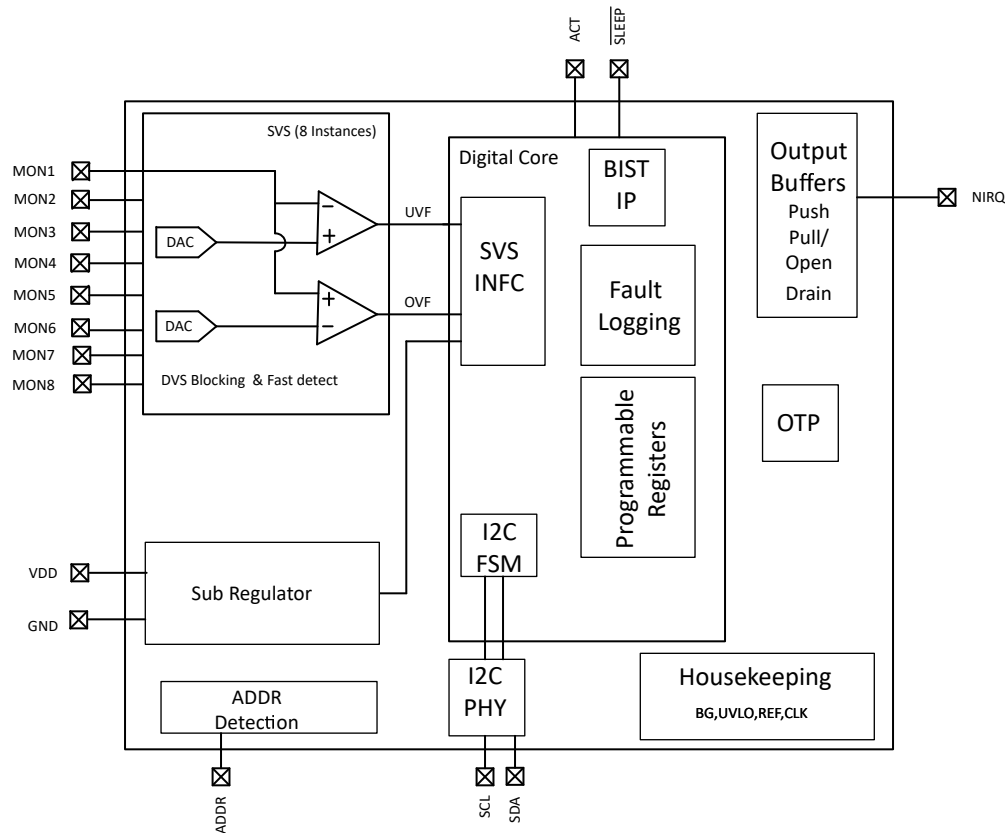 ACT
SLEEP
SVS (8 Instances)
MON1
MON2
MON3
MON4
MON5
MON6
MON7
MON8
DAC
DAC
−
+
+
−
UVF
OVF
DVS Blocking & Fast detect
Digital Core
BIST
IP
SVS
INFC
Fault
Logging
Programmable
Registers
I2C
FSM
Output
Buffers
Push
Pull/
Open
Drain
NIRQ
OTP
VDD
GND
Sub Regulator
ADDR
Detection
I2C
PHY
Housekeeping
BG,UVLO,REF,CLK
ADDR
SCL
SDA